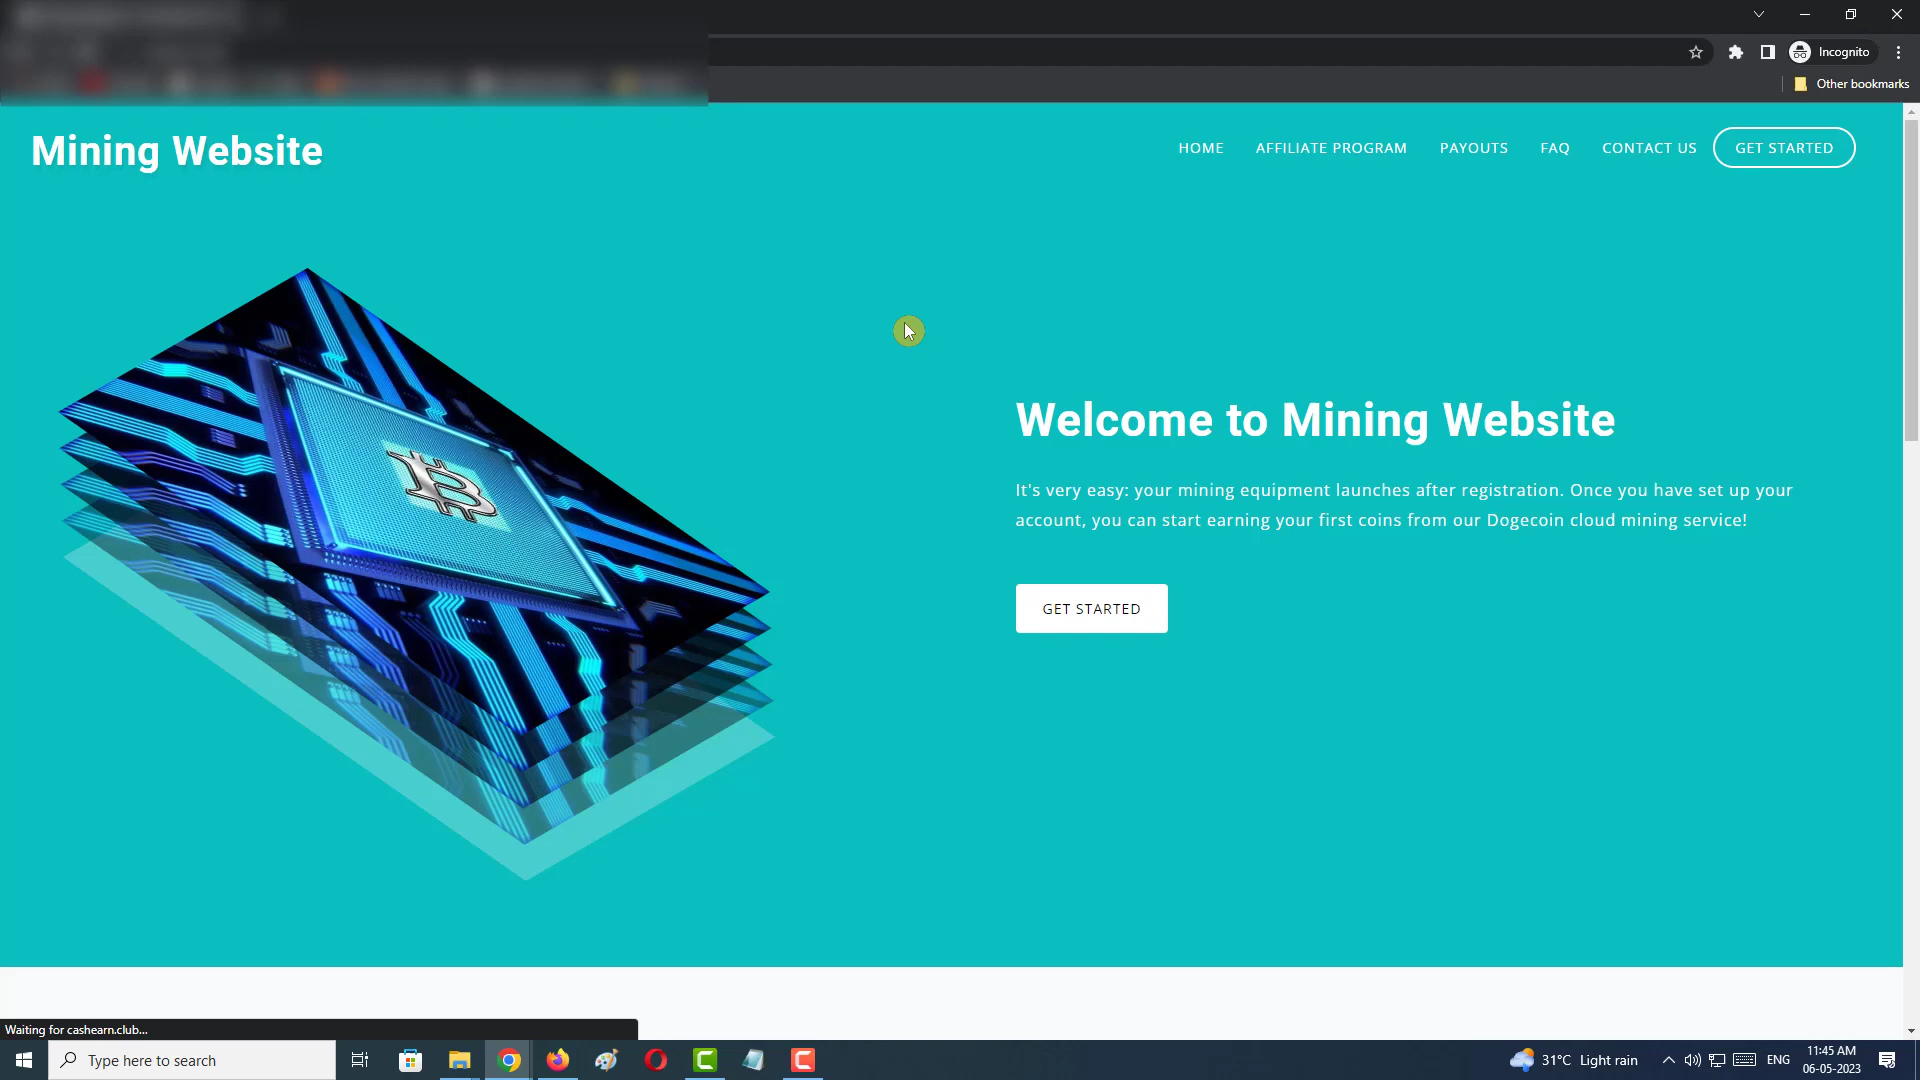 Incognito
Other bookmarks
Mining Website
HOME
AFFILIATE PROGRAM
PAYOUTS
FAQ
CONTACT US
GET STARTED
Welcome to Mining Website
It's very easy: your mining equipment launches after registration. Once you have set up your
account, you can start earning your first coins from our Dogecoin cloud mining service!
GET STARTED
Waiting for cashearn.club...
Type here to search
31°C Light rain
ENG
11:45 AM
06-05-2023